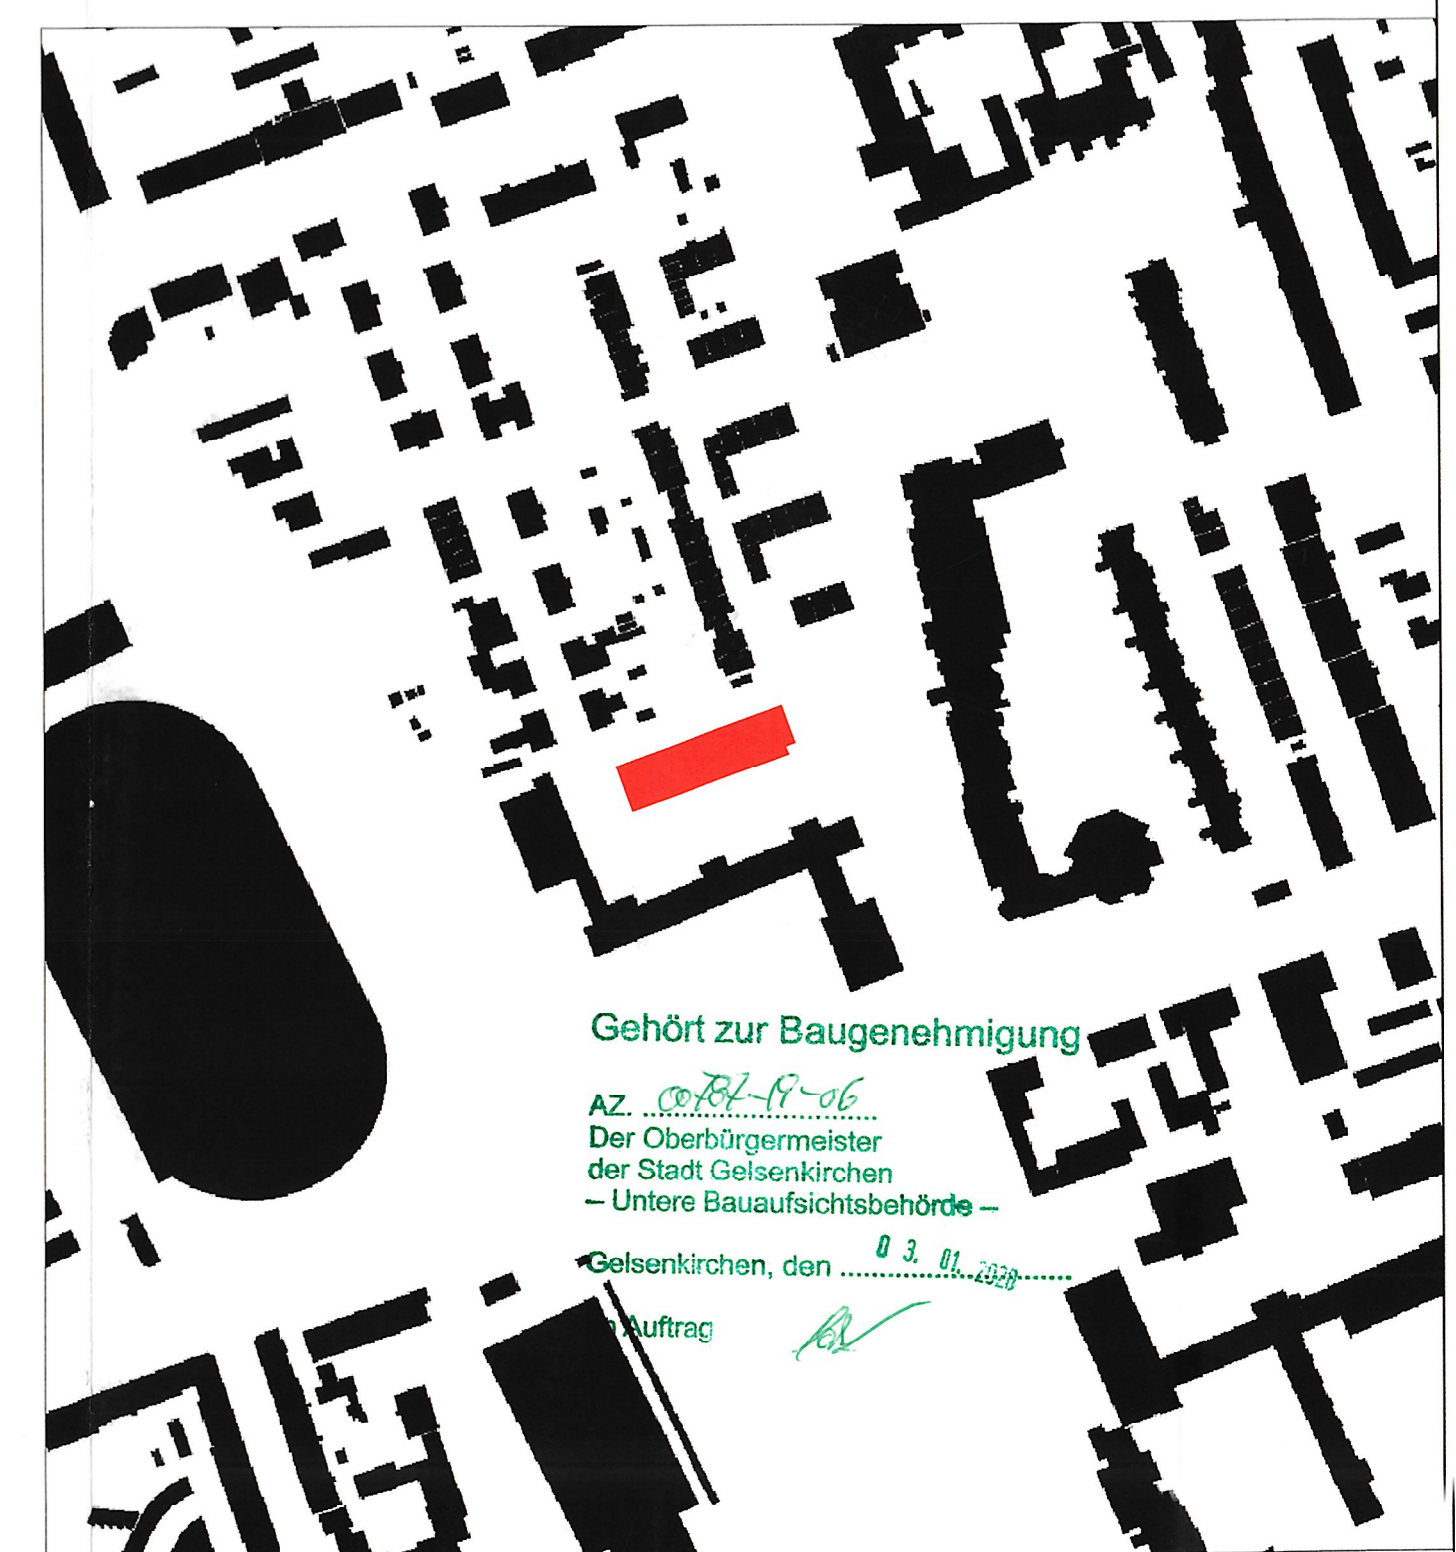 Gehört zur Baugenehmigung
AZ. 00787-19-06
Der Oberbürgermeister
der Stadt Gelsenkirchen
– Untere Bauaufsichtsbehörde –
Gelsenkirchen, den 03. 01. 2020
Auftrag